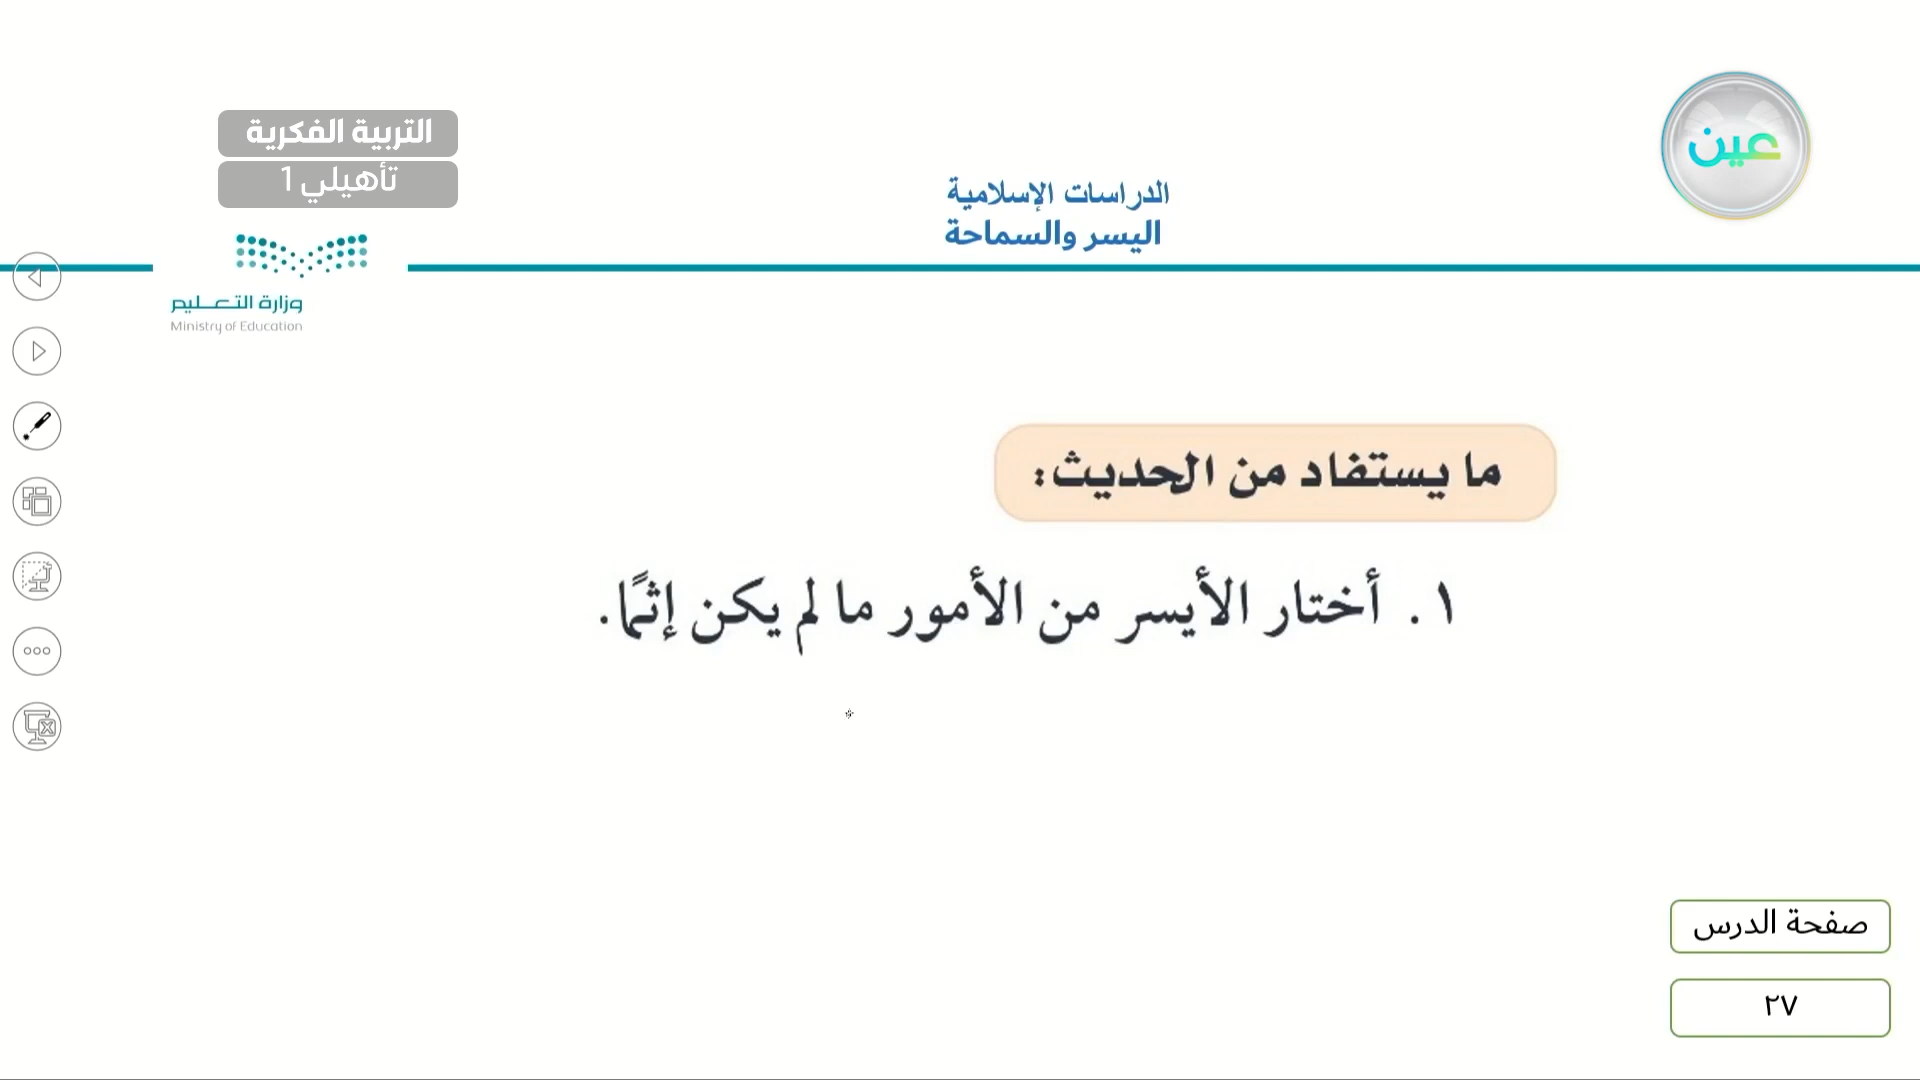 عين
التربية الفكرية
تأهيلي 1
الدراسات الإسلامية
اليسر والسماحة
وزارة التعليم
Ministry of Education
ما يستفاد من الحديث:
١. أختار الأيسر من الأمور ما لم يكن إثمًا.
صفحة الدرس
٢٧